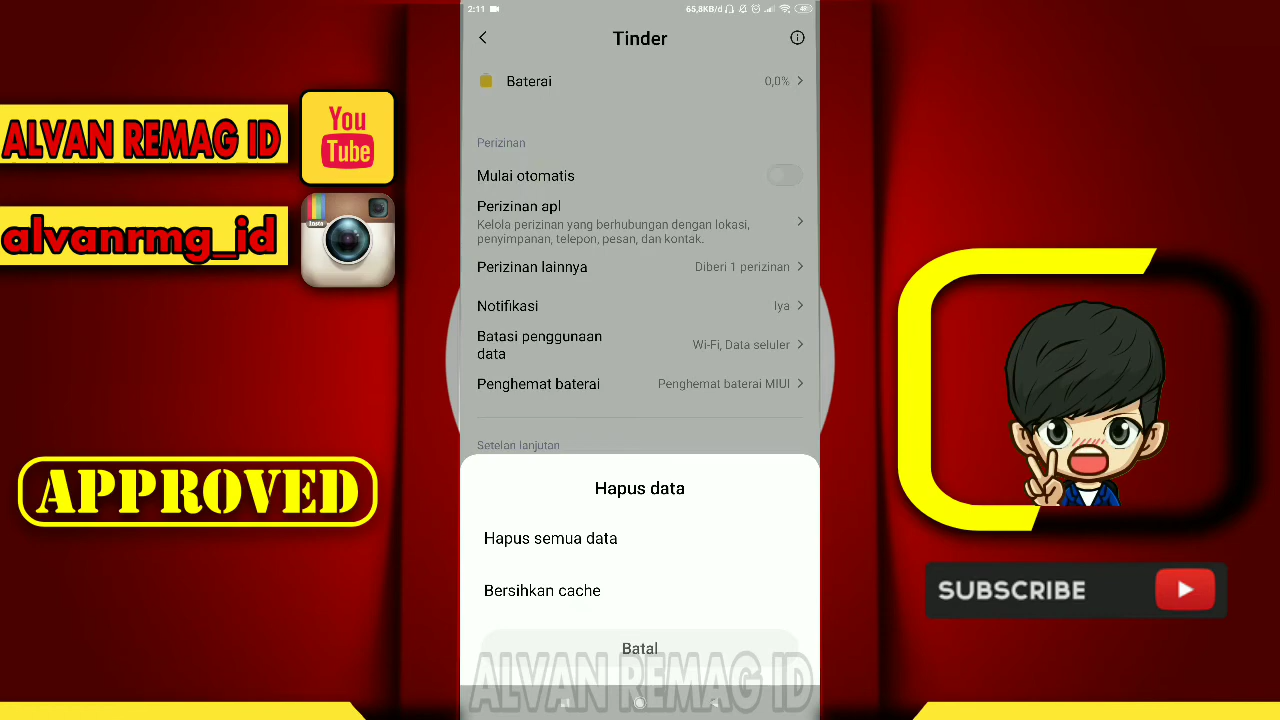 ALVAN REMAG ID
You
Tube
Insta
alvanrmg_id
APPROVED
2:11
65,8KB/d
48
Tinder
Baterai
0,0%
Perizinan
Mulai otomatis
Perizinan apl
Kelola perizinan yang berhubungan dengan lokasi,
penyimpanan, telepon, pesan, dan kontak.
Perizinan lainnya
Diberi 1 perizinan
Notifikasi
Iya
Batasi penggunaan
data
Wi-Fi, Data seluler
Penghemat baterai
Penghemat baterai MIUI
Setelan lanjutan
Hapus data
Hapus semua data
Bersihkan cache
Batal
ALVAN REMAG ID
SUBSCRIBE